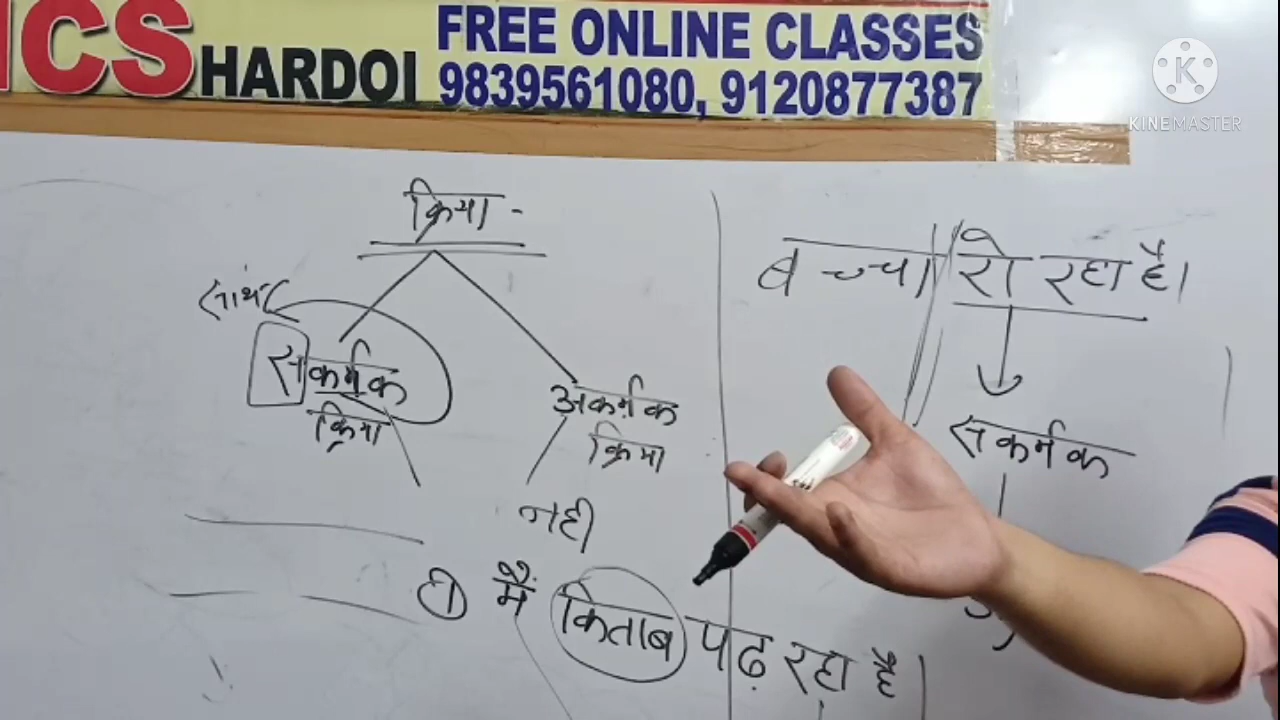 ICS HARDOI
FREE ONLINE CLASSES
9839561080, 9120877387
KINEMASTER
क्रिया -
साथ
सकर्मक
क्रिया
अकर्मक
क्रिया
नही
① मैं किताब पढ़ रहा है।
बच्चा रो रहा है।
सकर्मक